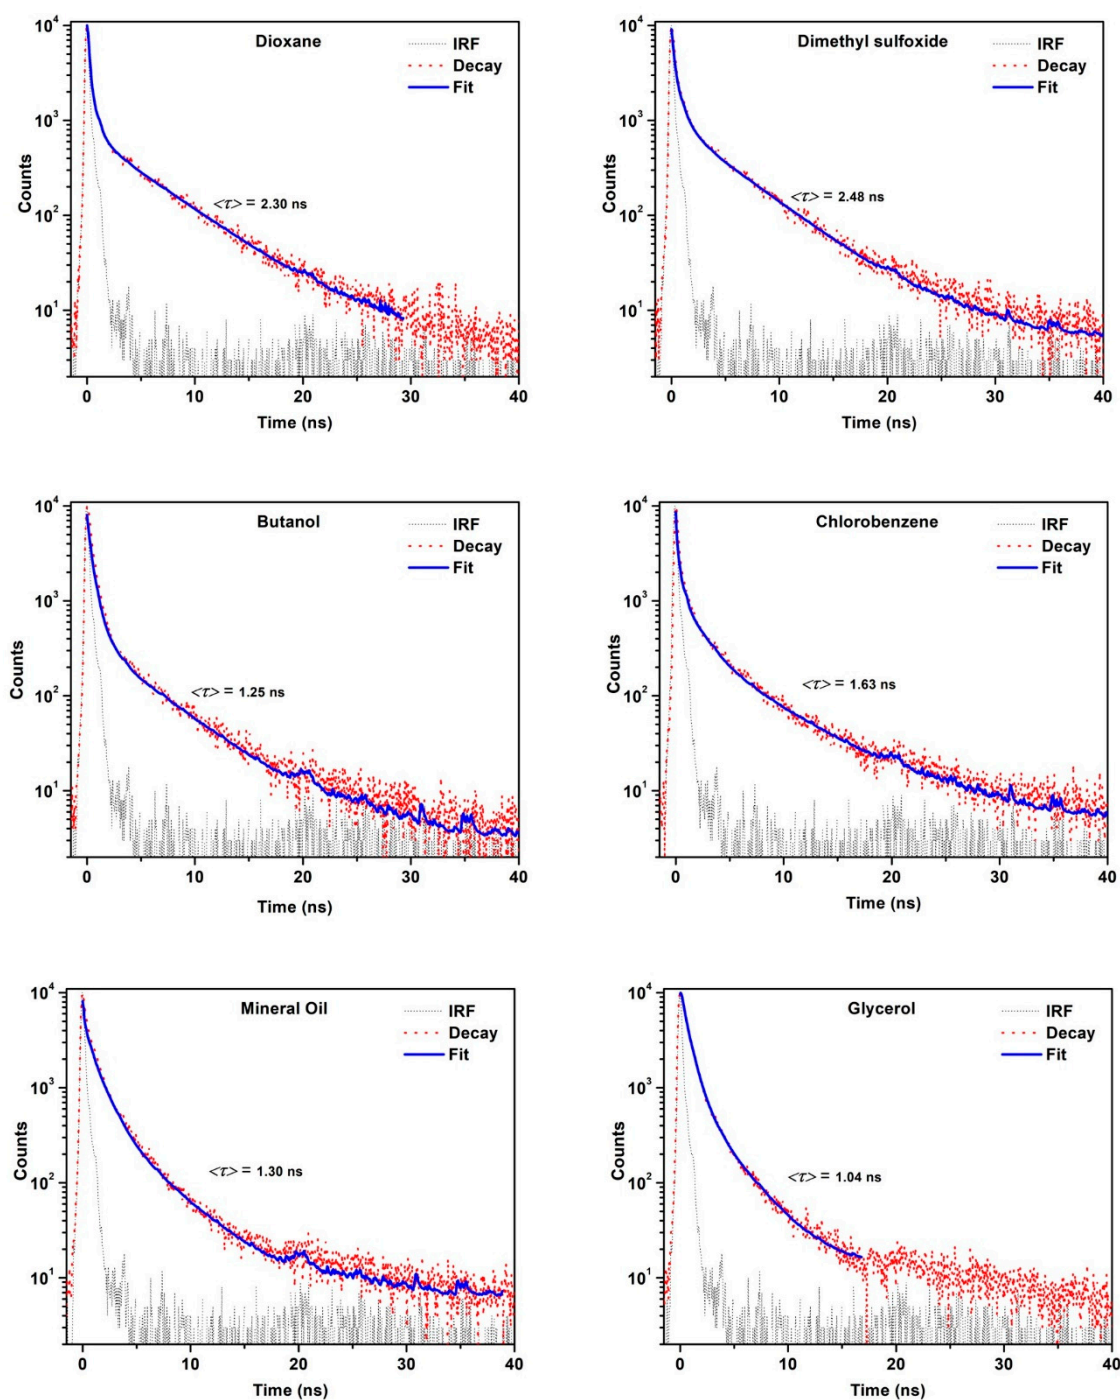 Dioxane
IRF
Decay
Fit
<τ> = 2.30 ns
10⁴
10³
10²
10¹
Counts
0 10 20 30 40
Time (ns)
Dimethyl sulfoxide
IRF
Decay
Fit
<τ> = 2.48 ns
10⁴
10³
10²
10¹
Counts
0 10 20 30 40
Time (ns)
Butanol
IRF
Decay
Fit
<τ> = 1.25 ns
10⁴
10³
10²
10¹
Counts
0 10 20 30 40
Time (ns)
Chlorobenzene
IRF
Decay
Fit
<τ> = 1.63 ns
10⁴
10³
10²
10¹
Counts
0 10 20 30 40
Time (ns)
Mineral Oil
IRF
Decay
Fit
<τ> = 1.30 ns
10⁴
10³
10²
10¹
Counts
0 10 20 30 40
Time (ns)
Glycerol
IRF
Decay
Fit
<τ> = 1.04 ns
10⁴
10³
10²
10¹
Counts
0 10 20 30 40
Time (ns)